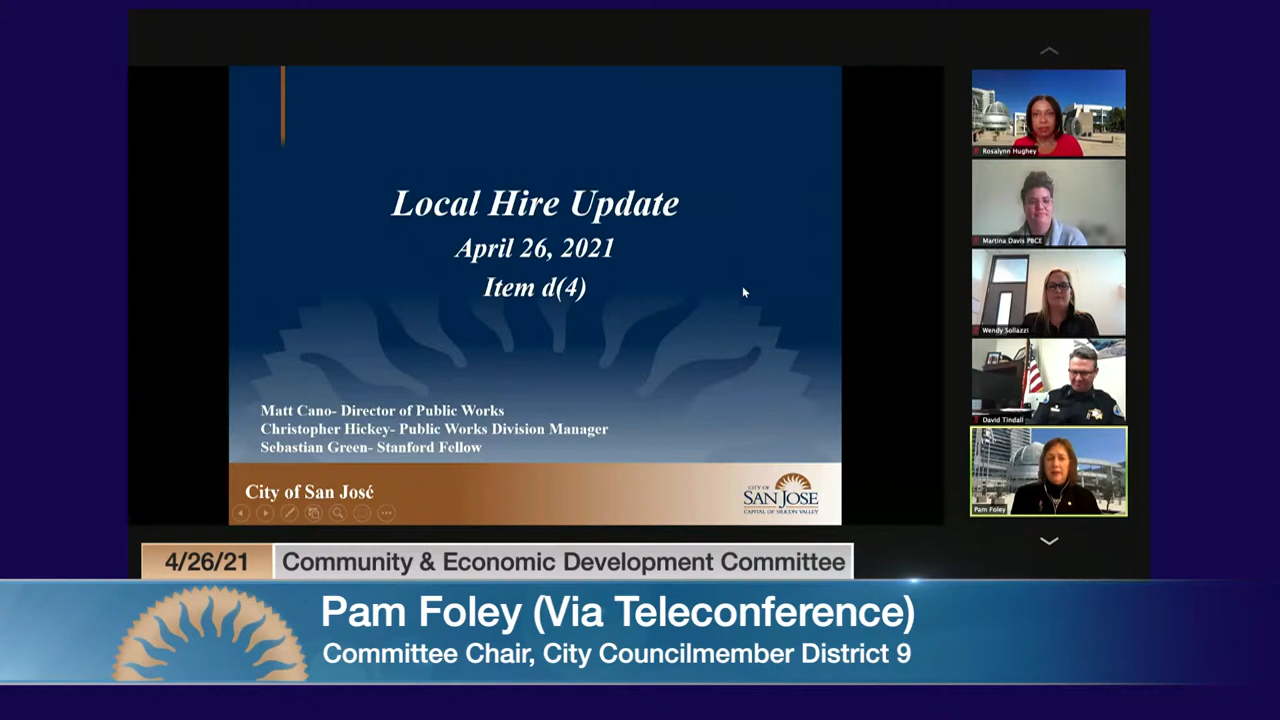 Local Hire Update
April 26, 2021
Item d(4)
Matt Cano- Director of Public Works
Christopher Hickey- Public Works Division Manager
Sebastian Green- Stanford Fellow
City of San José
CITY OF
SAN JOSE
CAPITAL OF SILICON VALLEY
Rosalynn Hughey
Martina Davis PBCE
Wendy Sollazzi
David Tindall
Pam Foley
4/26/21
Community & Economic Development Committee
Pam Foley (Via Teleconference)
Committee Chair, City Councilmember District 9